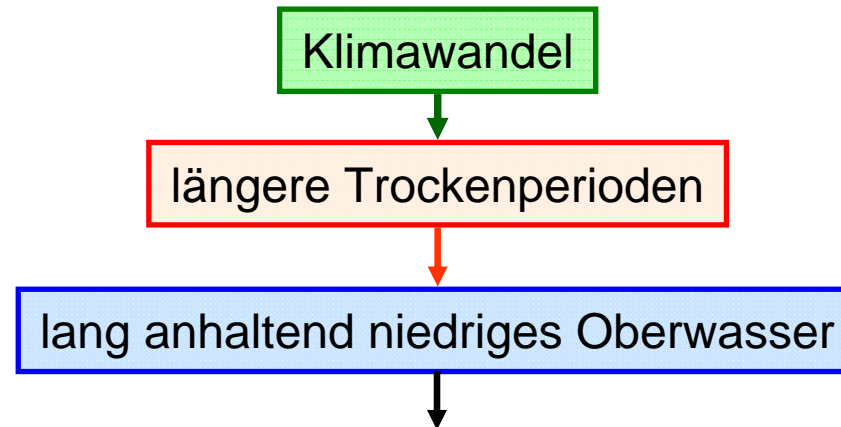 Klimawandel
längere Trockenperioden
lang anhaltend niedriges Oberwasser